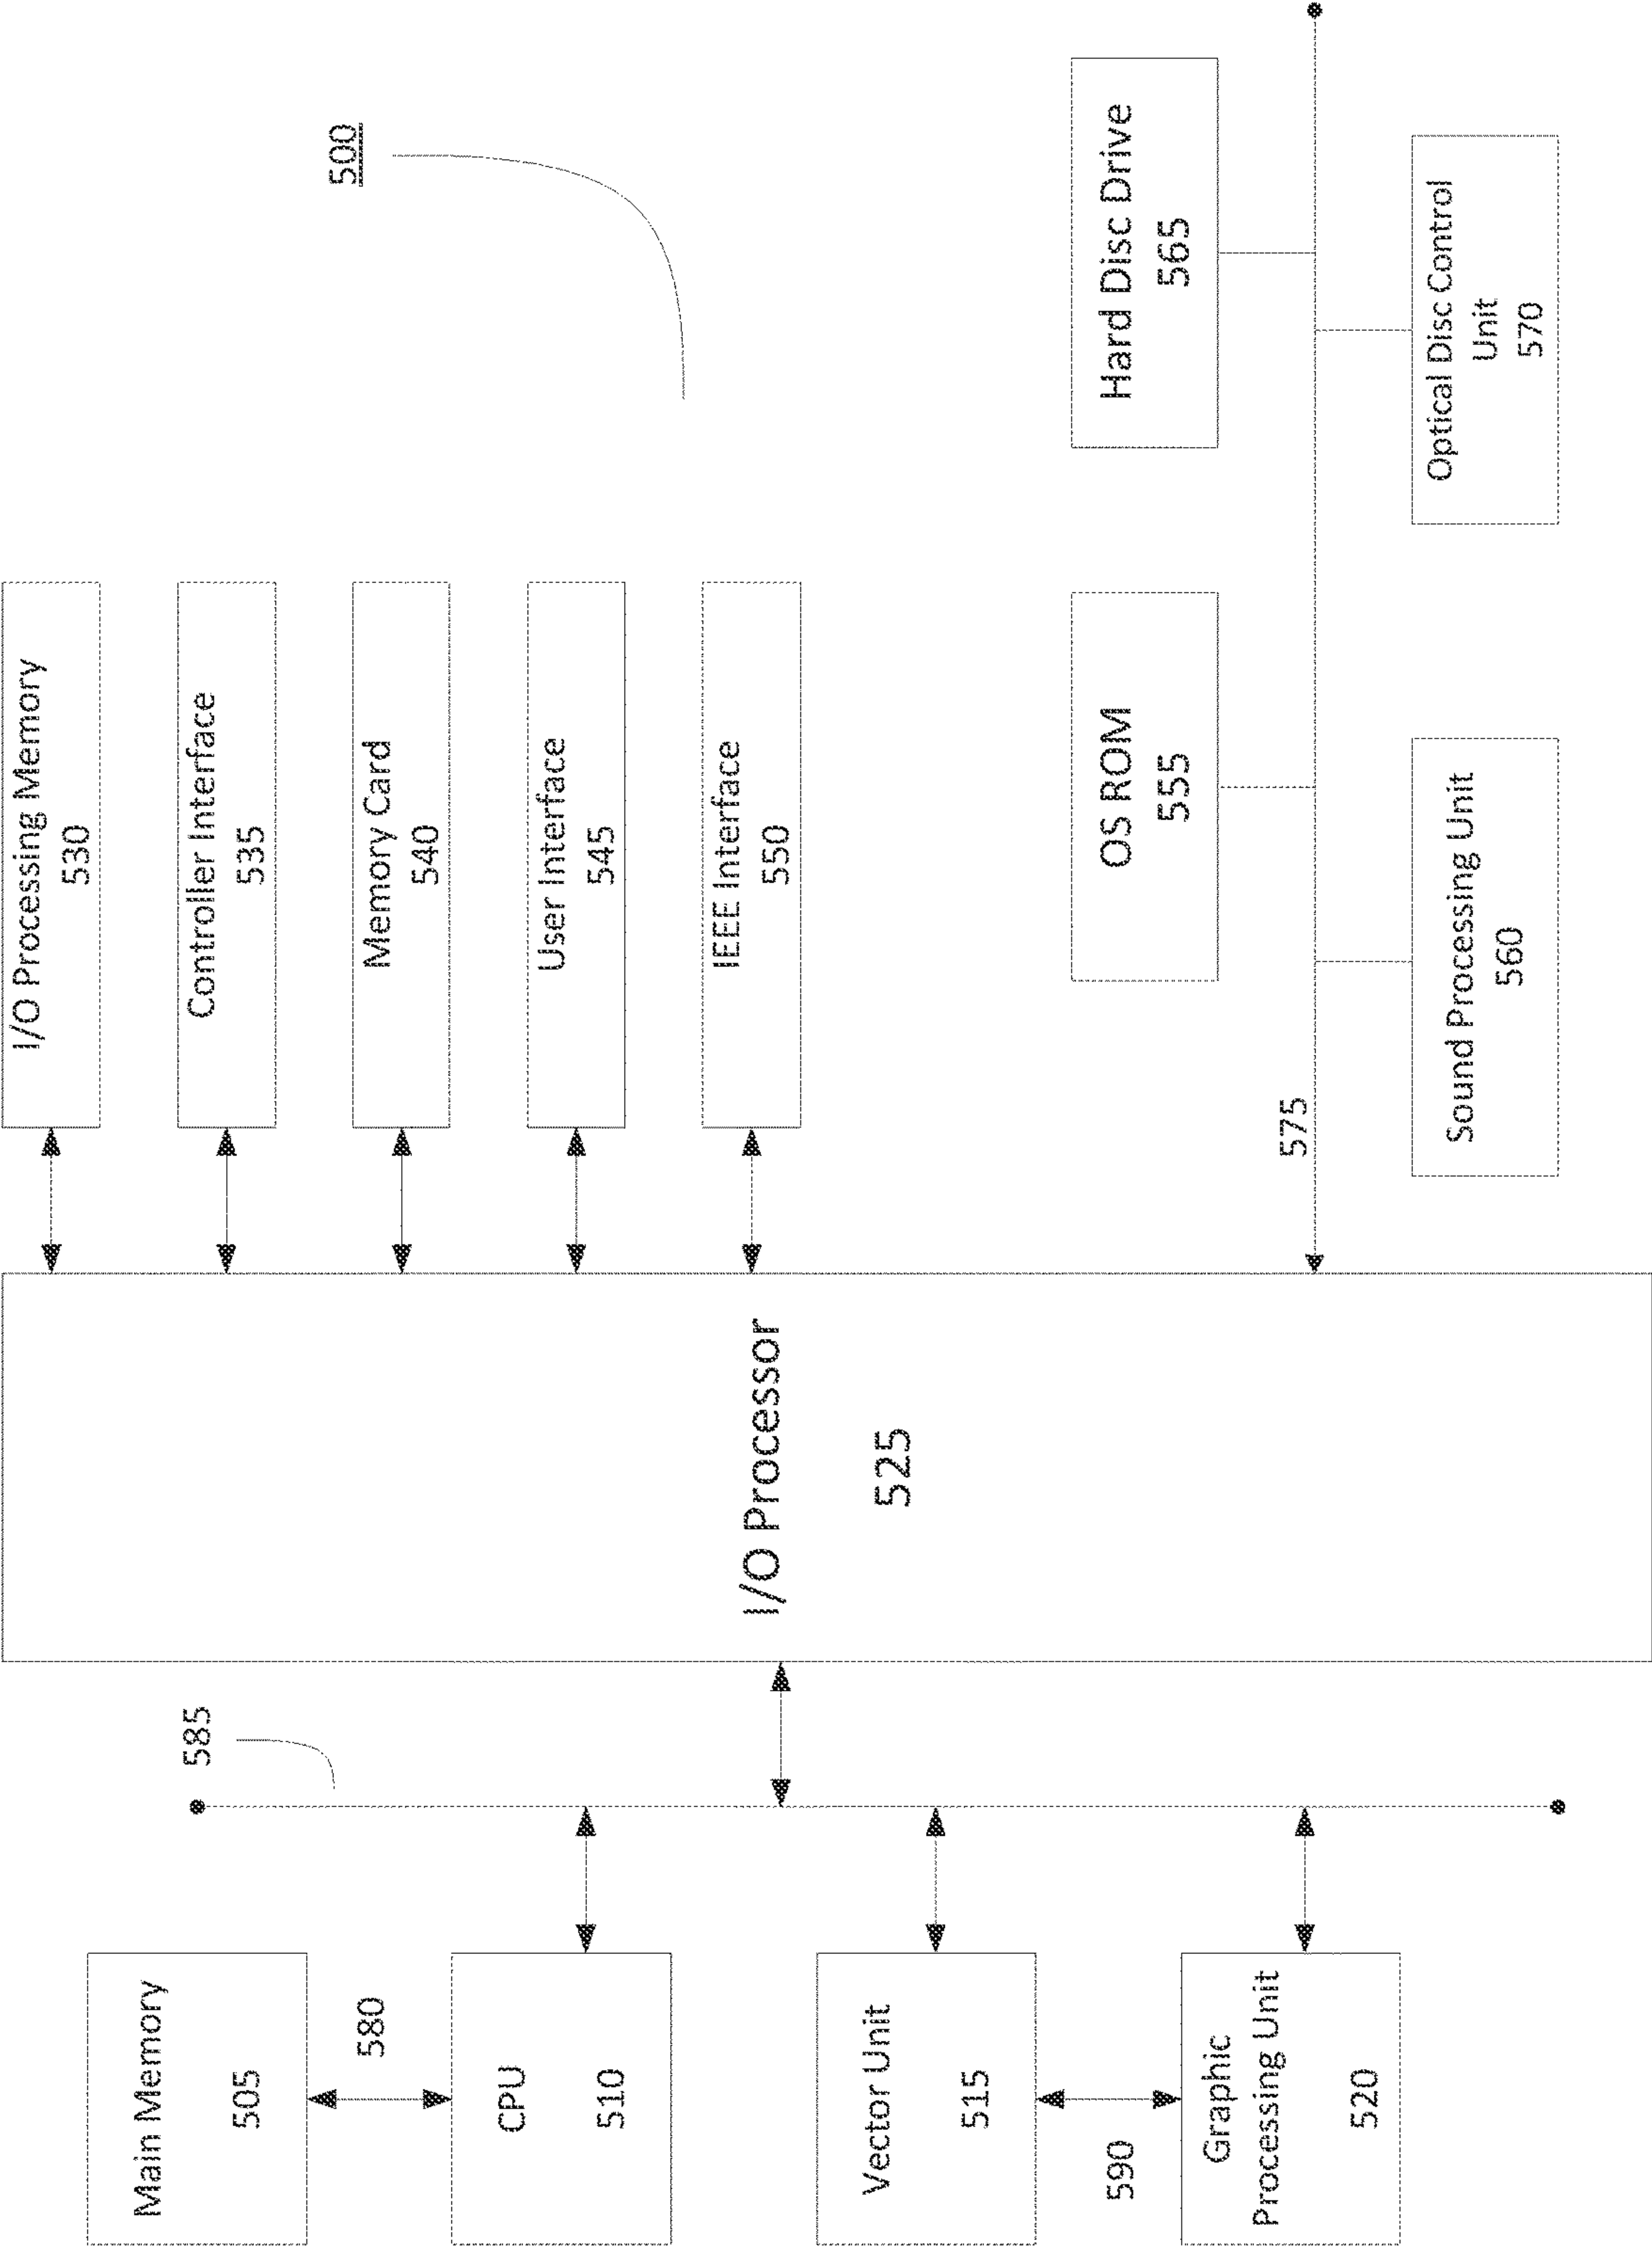 Main Memory
505
580
CPU
510
Vector Unit
515
590
Graphic
Processing Unit
520
585
I/O Processor
525
I/O Processing Memory
530
Controller Interface
535
Memory Card
540
User Interface
545
IEEE Interface
550
500
575
OS ROM
555
Hard Disc Drive
565
Sound Processing Unit
560
Optical Disc Control
Unit
570